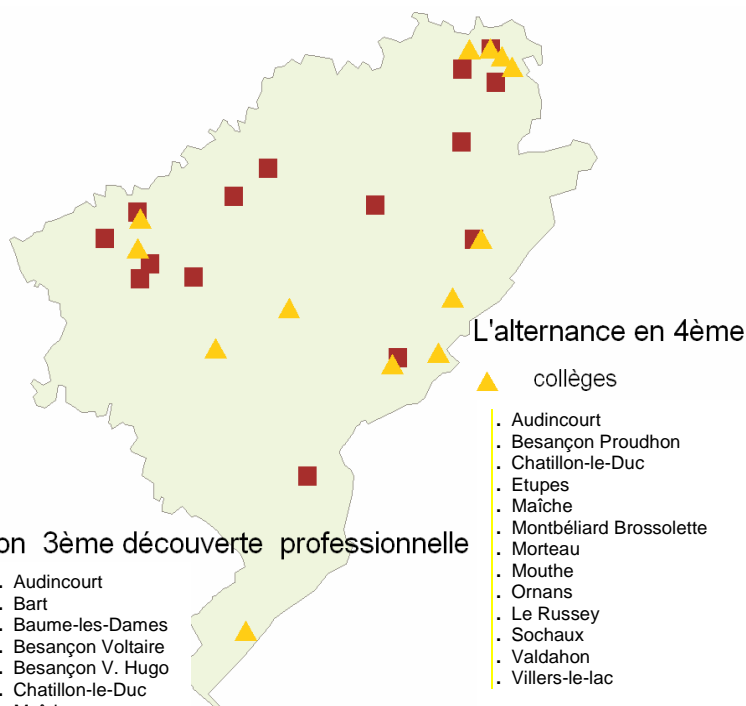 L'alternance en 4ème
collèges
. Audincourt
. Besançon Proudhon
. Chatillon-le-Duc
. Etupes
. Maîche
. Montbéliard Brossolette
. Morteau
. Mouthe
. Ornans
. Le Russey
. Sochaux
. Valdahon
. Villers-le-lac
3ème découverte professionnelle
. Audincourt
. Bart
. Baume-les-Dames
. Besançon Voltaire
. Besançon V. Hugo
. Chatillon-le-Duc